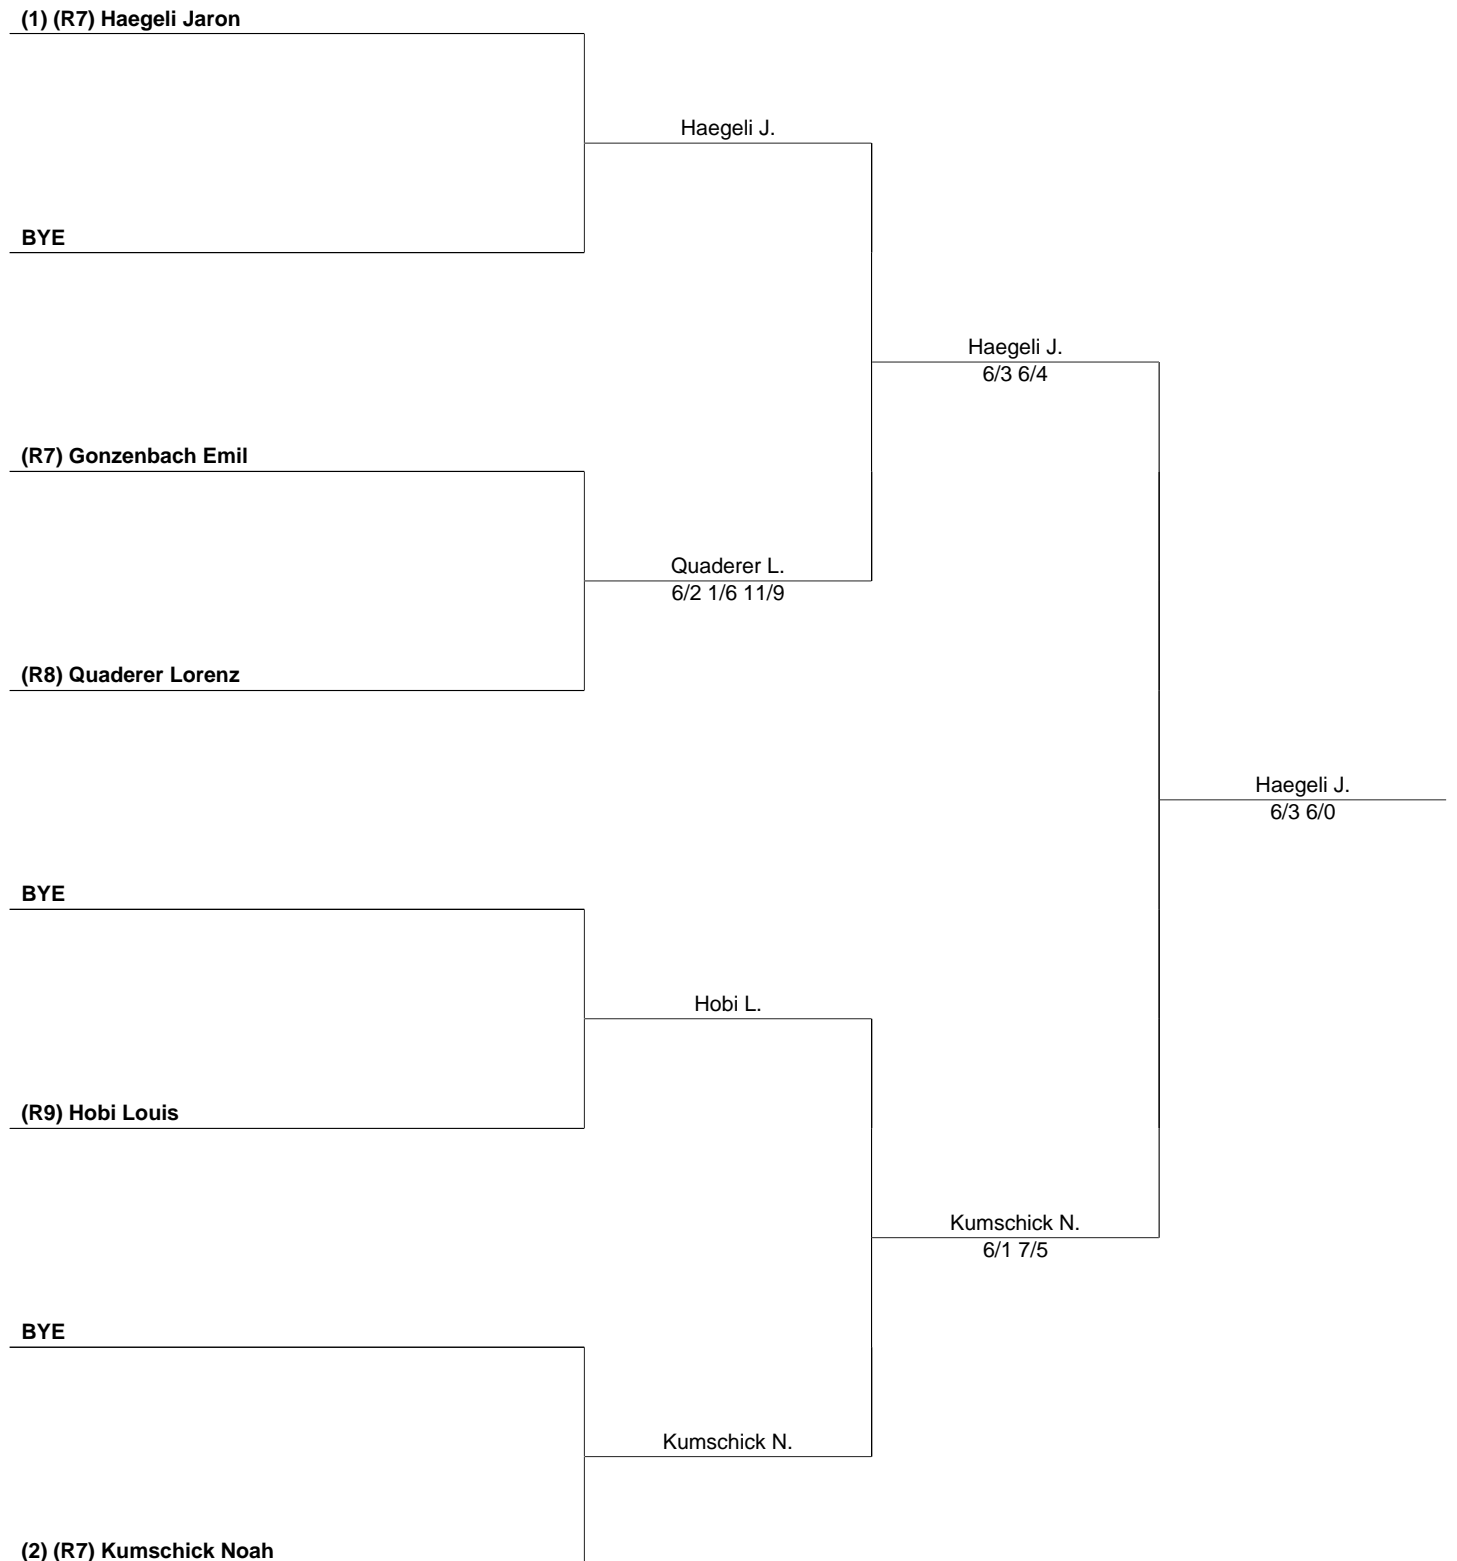 (1) (R7) Haegeli Jaron
Haegeli J.
BYE
Haegeli J.
6/3 6/4
(R7) Gonzenbach Emil
Quaderer L.
6/2 1/6 11/9
(R8) Quaderer Lorenz
Haegeli J.
6/3 6/0
BYE
Hobi L.
(R9) Hobi Louis
Kumschick N.
6/1 7/5
BYE
Kumschick N.
(2) (R7) Kumschick Noah